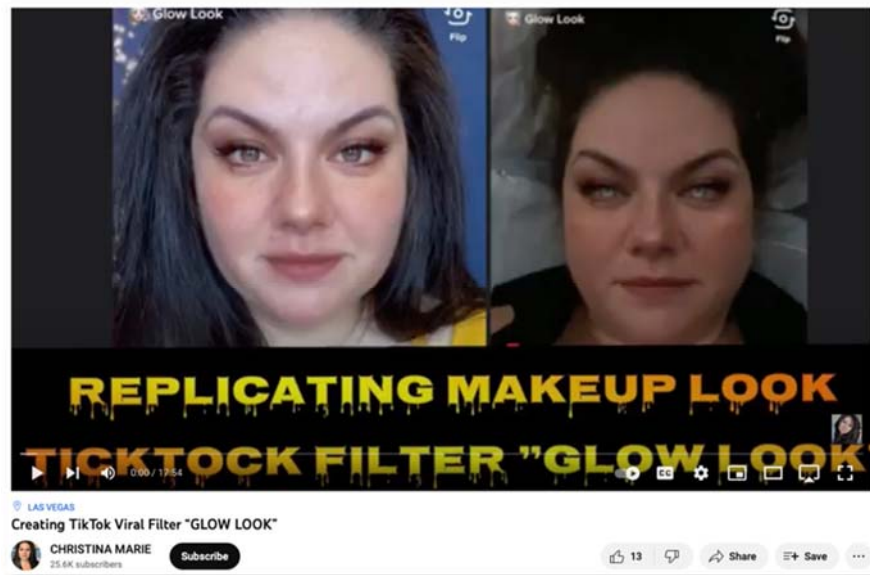 Glow Look
Flip
Glow Look
Flip
REPLICATING MAKEUP LOOK
TICKTOCK FILTER "GLOW LOOK"
0:00 / 17:54
CC
LAS VEGAS
Creating TikTok Viral Filter "GLOW LOOK"
CHRISTINA MARIE
25.6K subscribers
Subscribe
13
Share
Save